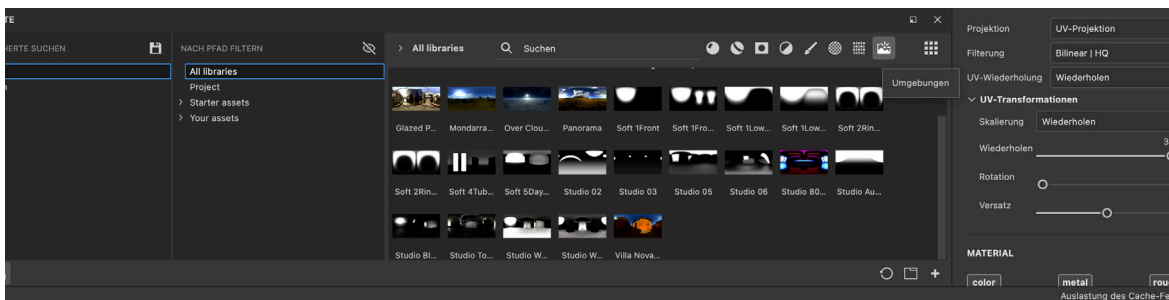 TE
HERTE SUCHEN
NACH PFAD FILTERN
All libraries
Project
Starter assets
Your assets
All libraries
Suchen
Umgebungen
Glazed P... Mondarra... Over Clou... Panorama Soft 1Front Soft 1Fro... Soft 1Low... Soft 1Low... Soft 2Rin...
Soft 2Rin... Soft 4Tub... Soft 5Day... Studio 02 Studio 03 Studio 05 Studio 06 Studio 80... Studio Au...
Studio Bl... Studio To... Studio W... Studio W... Villa Nova...
Projektion UV-Projektion
Filterung Bilinear | HQ
UV-Wiederholung Wiederholen
UV-Transformationen
Skalierung Wiederholen
Wiederholen 3
Rotation
Versatz
MATERIAL
color metal rou
Auslastung des Cache-Fe